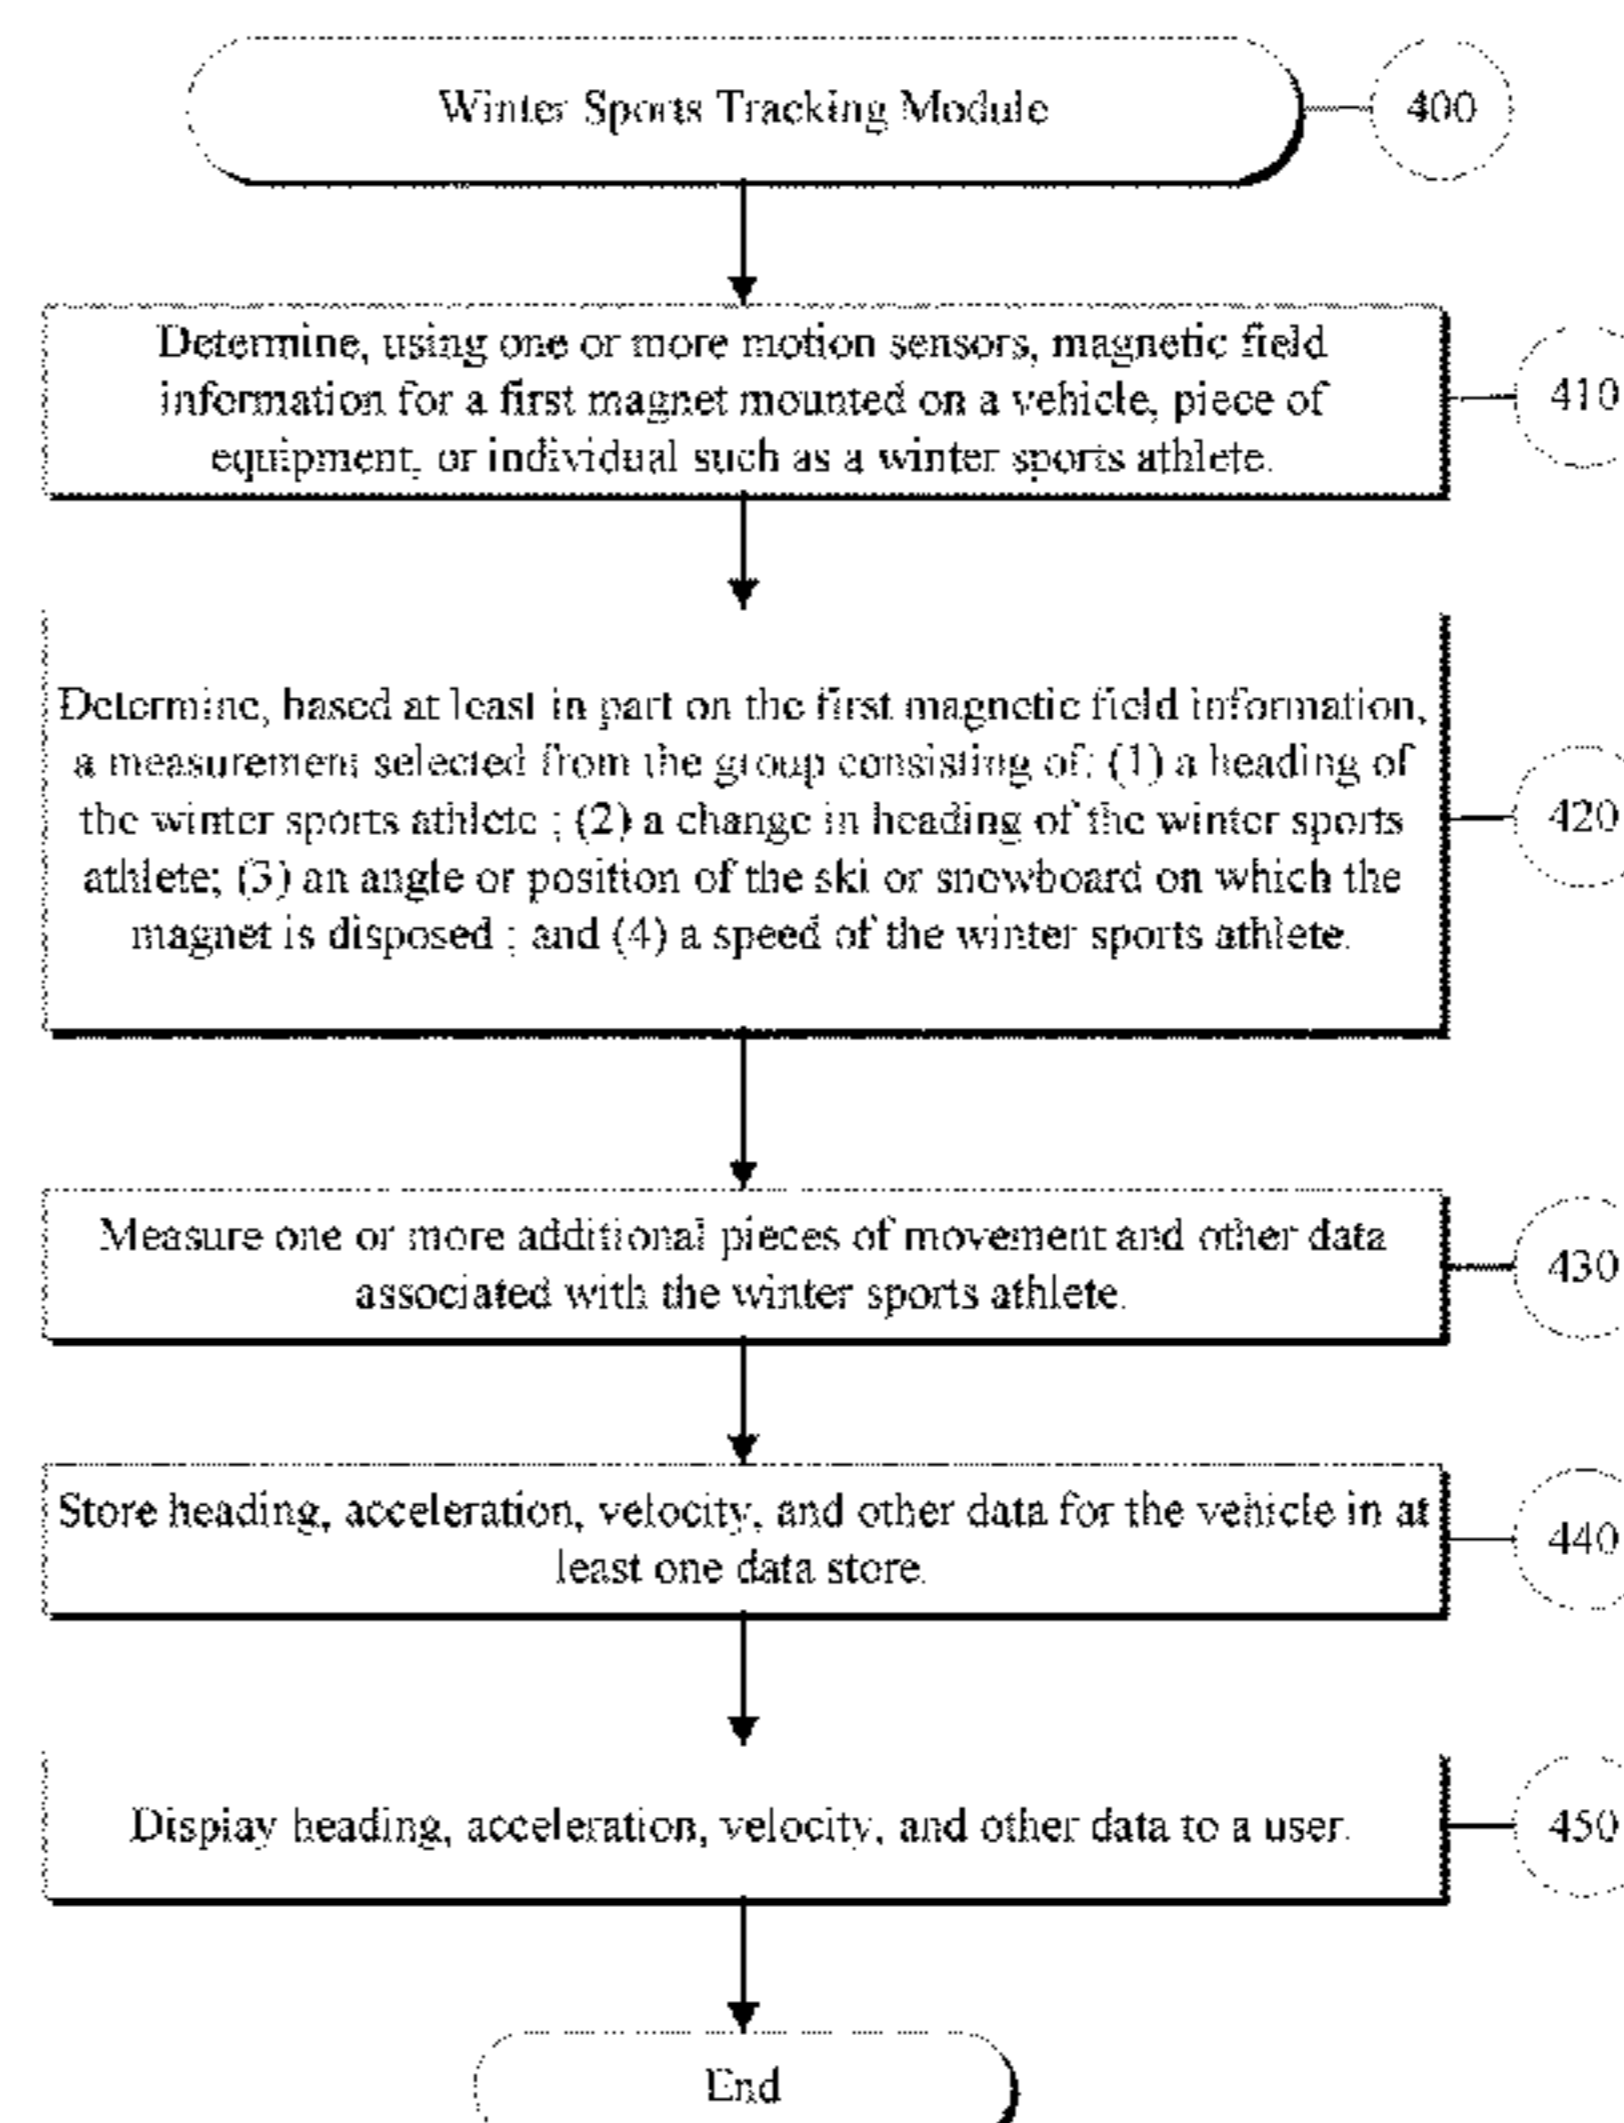 Winter Sports Tracking Module
400
Determine, using one or more motion sensors, magnetic field
information for a first magnet mounted on a vehicle, piece of
equipment, or individual such as a winter sports athlete.
410
Determine, based at least in part on the first magnetic field information,
a measurement selected from the group consisting of: (1) a heading of
the winter sports athlete ; (2) a change in heading of the winter sports
athlete; (3) an angle or position of the ski or snowboard on which the
magnet is disposed ; and (4) a speed of the winter sports athlete.
420
Measure one or more additional pieces of movement and other data
associated with the winter sports athlete.
430
Store heading, acceleration, velocity, and other data for the vehicle in at
least one data store.
440
Display heading, acceleration, velocity, and other data to a user.
450
End